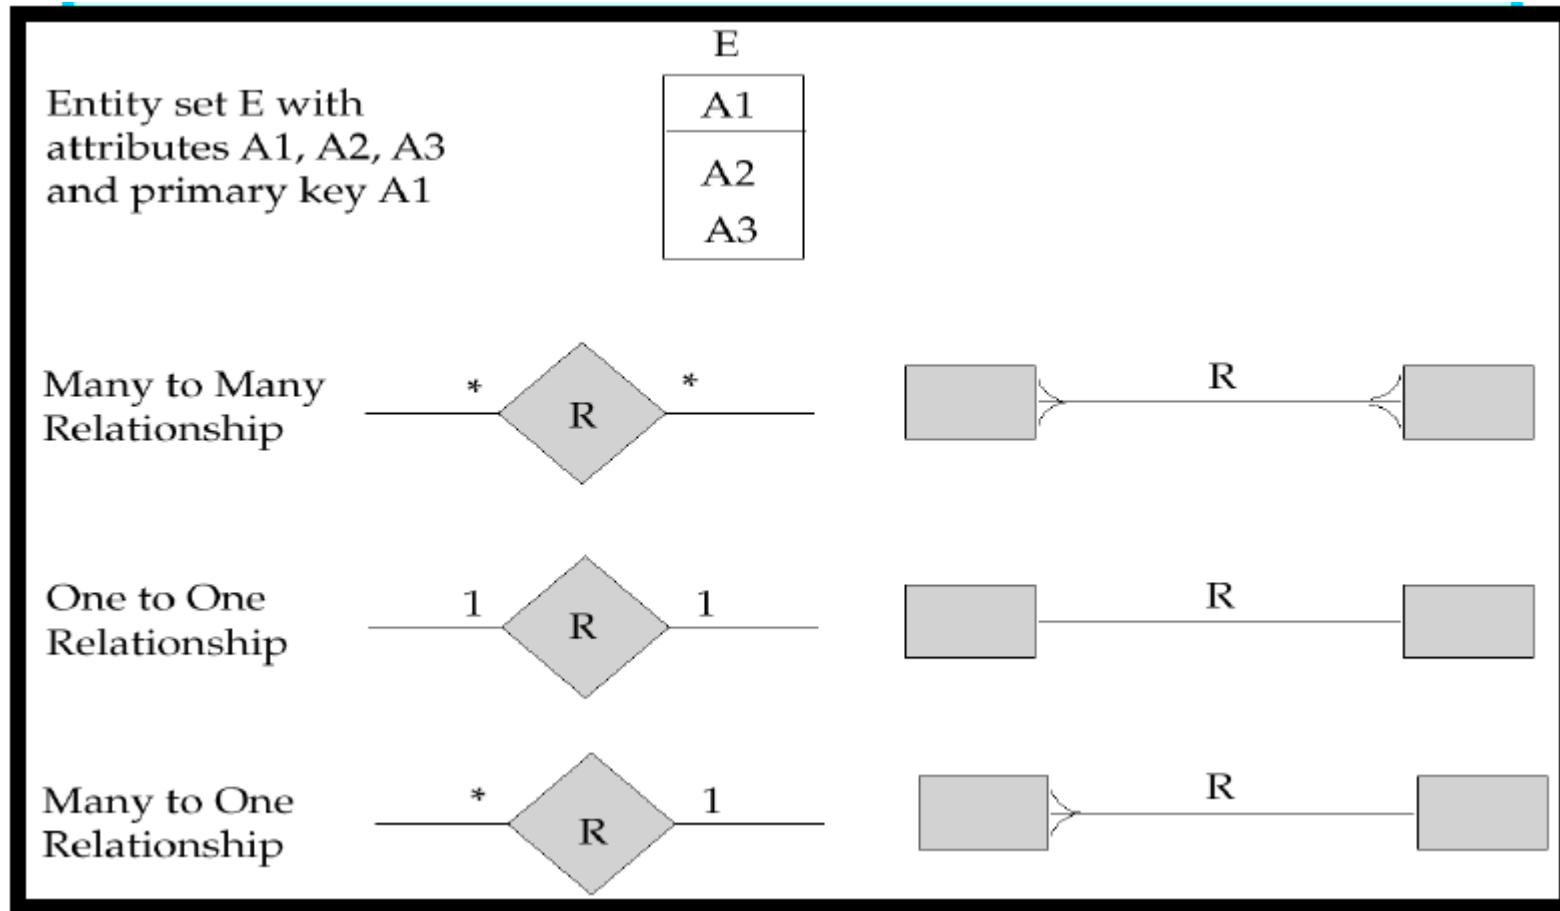 E
Entity set E with
attributes A1, A2, A3
and primary key A1
A1
A2
A3
Many to Many
Relationship
*
R
*
R
One to One
Relationship
1
R
1
R
Many to One
Relationship
*
R
1
R